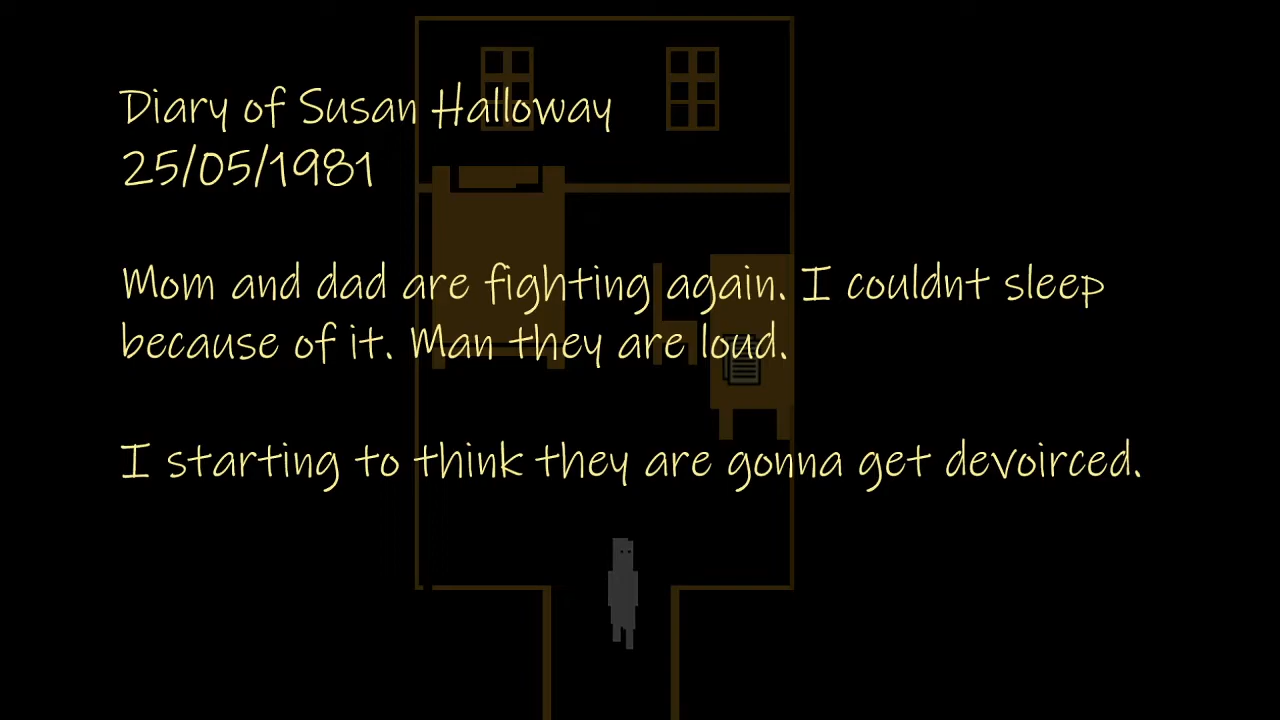 Diary of Susan Halloway
25/05/1981
Mom and dad are fighting again. I couldnt sleep
because of it. Man they are loud.
I starting to think they are gonna get devoirced.